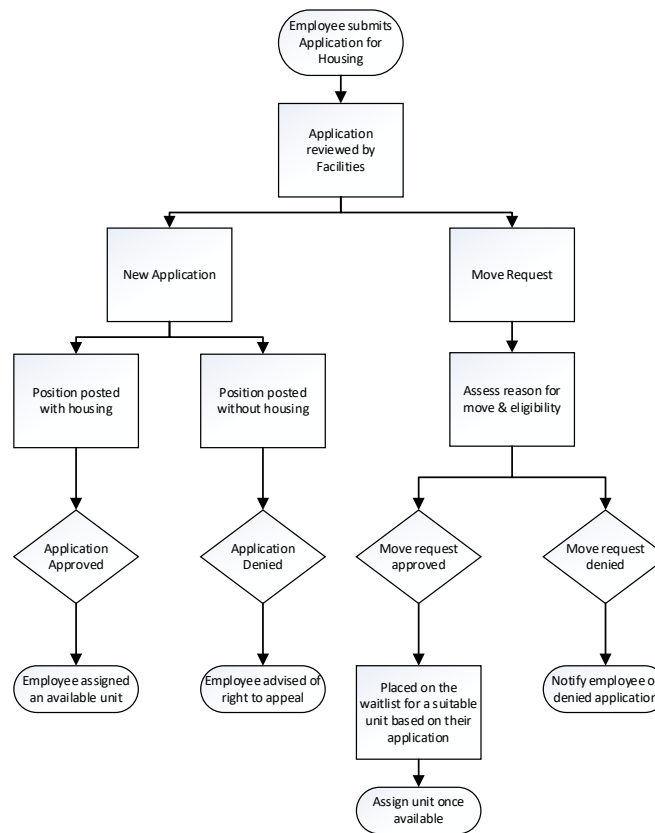 Employee submits
Application for
Housing
Application
reviewed by
Facilities
New Application
Move Request
Position posted
with housing
Position posted
without housing
Assess reason for
move & eligibility
Application
Approved
Application
Denied
Move request
approved
Move request
denied
Employee assigned
an available unit
Employee advised of
right to appeal
Placed on the
waitlist for a suitable
unit based on their
application
Notify employee o
denied application
Assign unit once
available